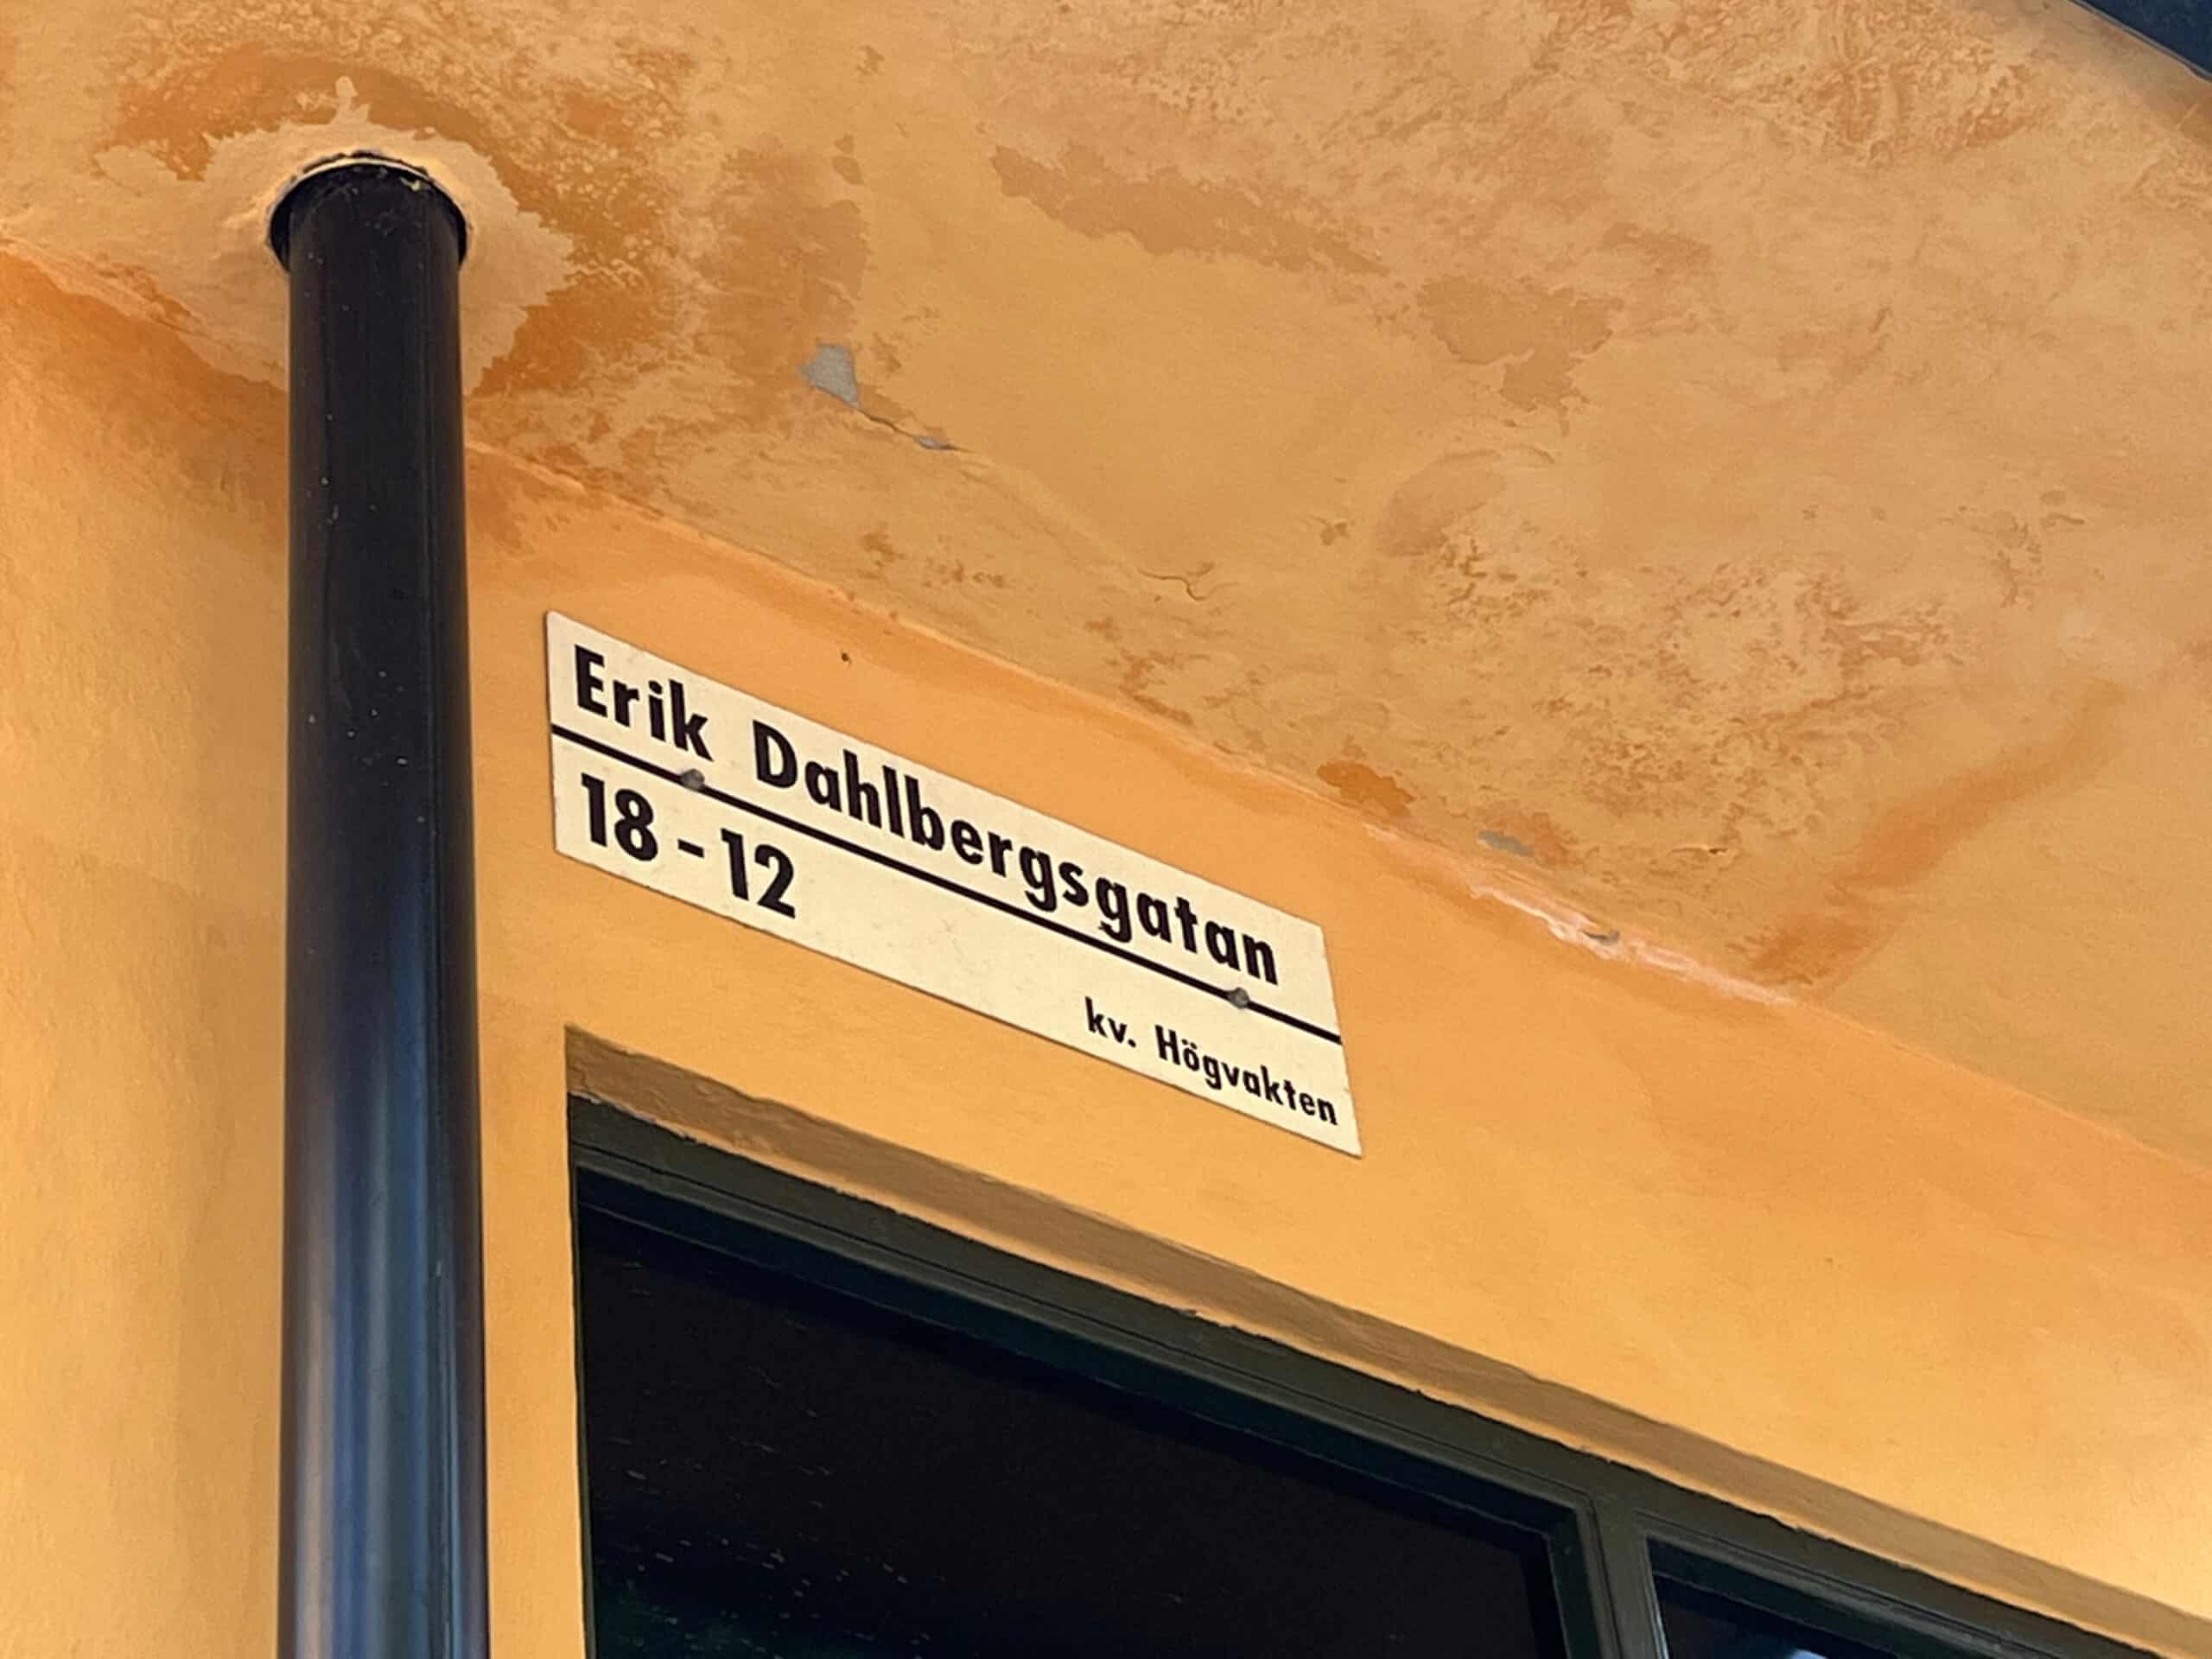 Erik Dahlbergsgatan
18-12
kv. Högvakten